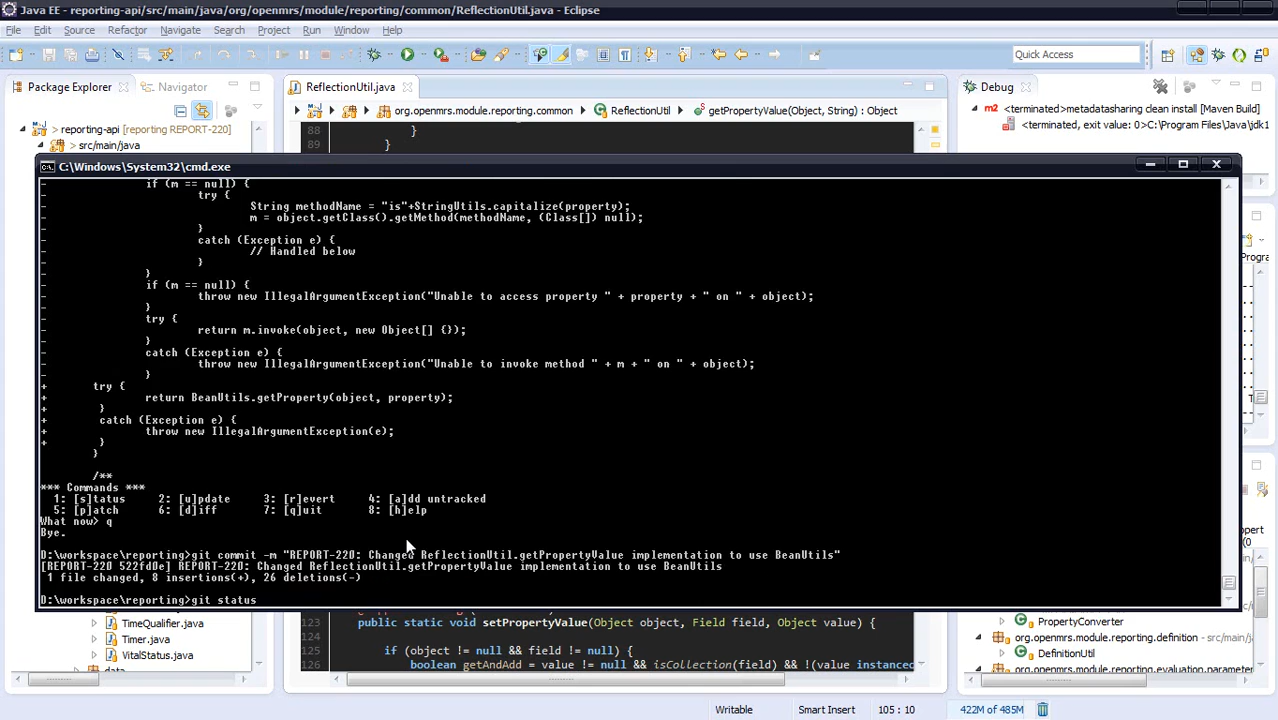 Java EE - reporting-api/src/main/java/org/openmrs/module/reporting/common/ReflectionUtil.java - Eclipse
File Edit Source Refactor Navigate Search Project Run Window Help
Quick Access
Package Explorer Navigator ReflectionUtil.java Debug
org.openmrs.module.reporting.common ReflectionUtil getPropertyValue(Object, String) : Object
<terminated>metadatasharing clean install [Maven Build]
<terminated, exit value: 0>C:\Program Files\Java\jdk1
> reporting-api [reporting REPORT-220]
> src/main/java
88 }
89 }
C:\Windows\System32\cmd.exe
- if (m == null) {
- try {
- String methodName = "is"+StringUtils.capitalize(property);
- m = object.getClass().getMethod(methodName, (Class[]) null);
- }
- catch (Exception e) {
- // Handled below
- }
- }
- if (m == null) {
- throw new IllegalArgumentException("Unable to access property " + property + " on " + object);
- }
- try {
- return m.invoke(object, new Object[] {});
- }
- catch (Exception e) {
- throw new IllegalArgumentException("Unable to invoke method " + m + " on " + object);
- }
+ try {
+ return BeanUtils.getProperty(object, property);
+ }
+ catch (Exception e) {
+ throw new IllegalArgumentException(e);
+ }
}
/**
*** Commands ***
1: [s]tatus 2: [u]pdate 3: [r]evert 4: [a]dd untracked
5: [p]atch 6: [d]iff 7: [q]uit 8: [h]elp
What now> q
Bye.
D:\workspace\reporting>git commit -m "REPORT-220: Changed ReflectionUtil.getPropertyValue implementation to use BeanUtils"
[REPORT-220 522fd0e] REPORT-220: Changed ReflectionUtil.getPropertyValue implementation to use BeanUtils
1 file changed, 8 insertions(+), 26 deletions(-)
D:\workspace\reporting>git status
TimeQualifier.java
Timer.java
VitalStatus.java
123 public static void setPropertyValue(Object object, Field field, Object value) {
124
125 if (object != null && field != null) {
126 boolean getAndAdd = value != null && isCollection(field) && !(value instanced
PropertyConverter
org.openmrs.module.reporting.definition
DefinitionUtil
org.openmrs.module.reporting.evaluation.parameter
Writable Smart Insert 105 : 10 422M of 485M